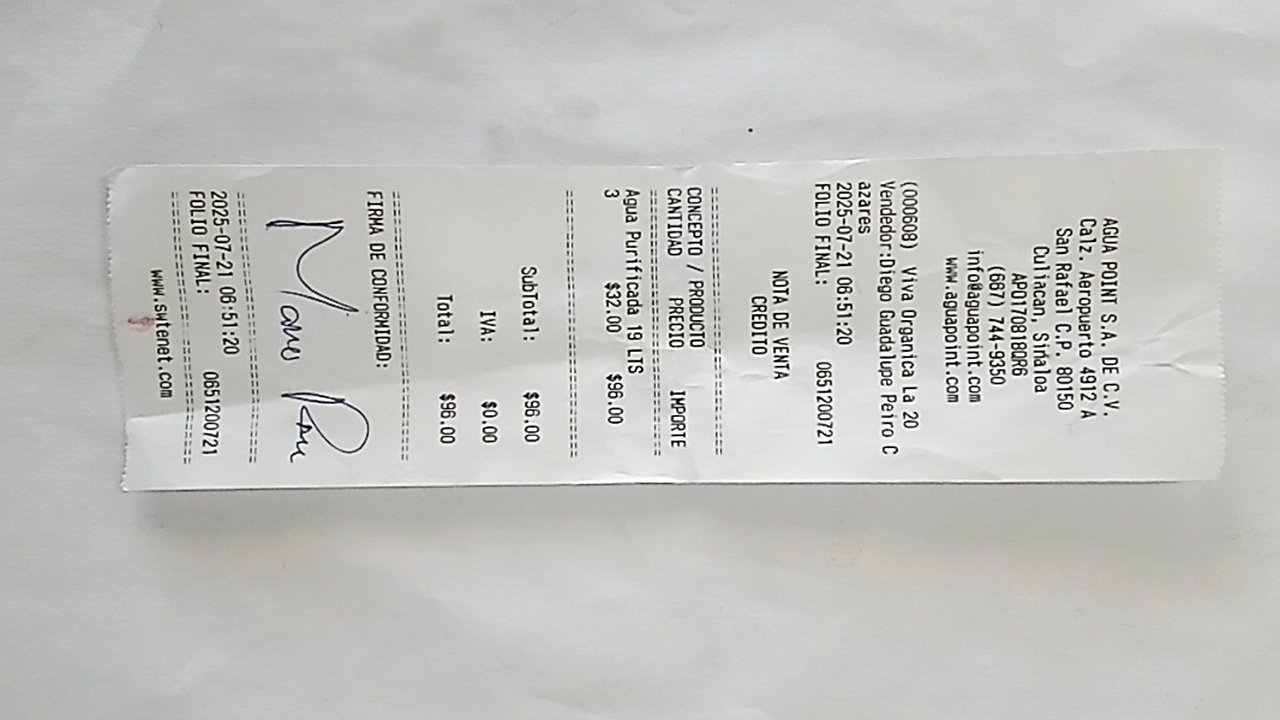 AGUA POINT S.A. DE C.V.
Calz. Aeropuerto 4912 A
San Rafael C.P. 80150
Culiacan, Sinaloa
APO170818QR6
(667) 744-9350
info@aguapoint.com
www.aguapoint.com
NOTA DE VENTA
CREDITO
(000608) Viva Organica La 20
Vendedor:Diego Guadalupe Peiro C
azares
2025-07-21 06:51:20
FOLIO FINAL: 0651200721
================================
CONCEPTO / PRODUCTO
CANTIDAD PRECIO IMPORTE
================================
Agua Purificada 19 LTS
3 $32.00 $96.00
================================
SubTotal: $96.00
IVA: $0.00
Total: $96.00
================================
FIRMA DE CONFORMIDAD:
================================
2025-07-21 06:51:20
FOLIO FINAL: 0651200721
================================
www.swtenet.com